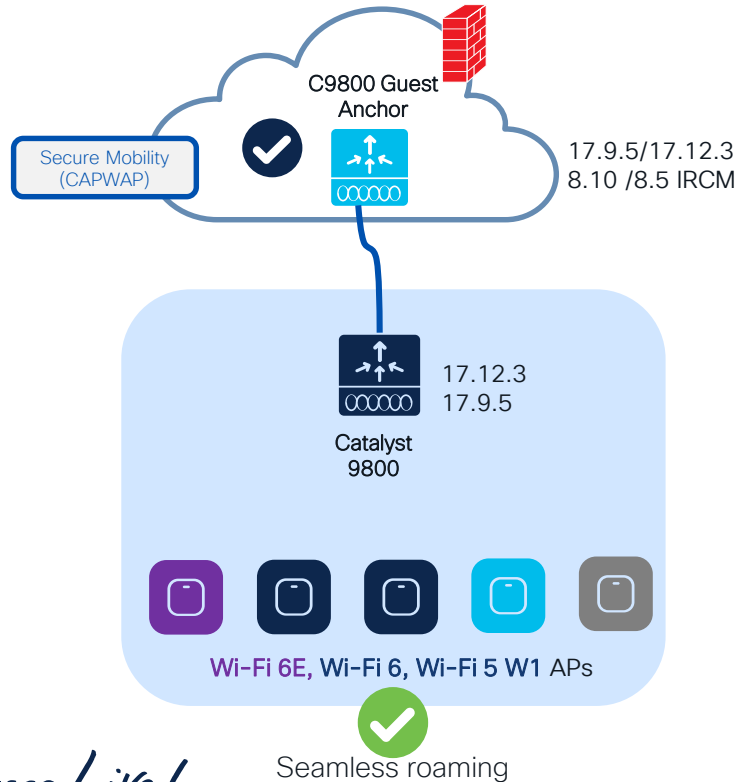 C9800 Guest
Anchor
Secure Mobility
(CAPWAP)
17.9.5/17.12.3
8.10 /8.5 IRCM
17.12.3
17.9.5
Catalyst
9800
Wi-Fi 6E, Wi-Fi 6, Wi-Fi 5 W1 APs
Seamless roaming